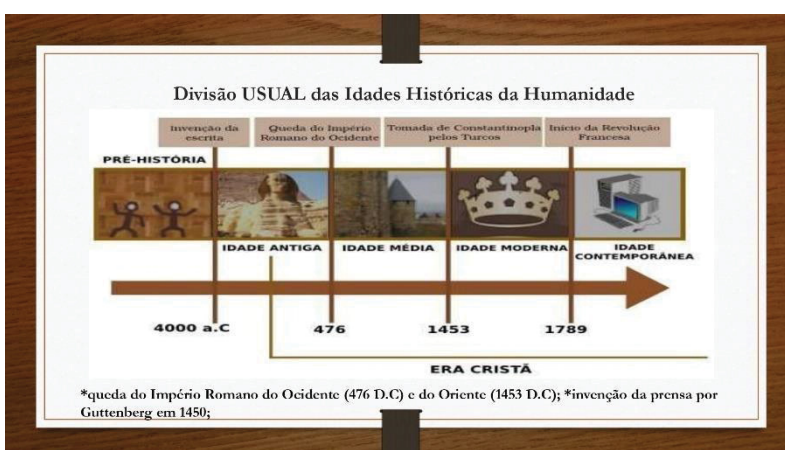 Divisão USUAL das Idades Históricas da Humanidade
Invenção da
escrita
Queda do Império
Romano do Ocidente
Tomada de Constantinopla
pelos Turcos
Início da Revolução
Francesa
PRÉ-HISTÓRIA
IDADE ANTIGA
IDADE MÉDIA
IDADE MODERNA
IDADE
CONTEMPORÂNEA
4000 a.C
476
1453
1789
ERA CRISTÃ
*queda do Império Romano do Ocidente (476 D.C) e do Oriente (1453 D.C); *invenção da prensa por
Guttenberg em 1450;